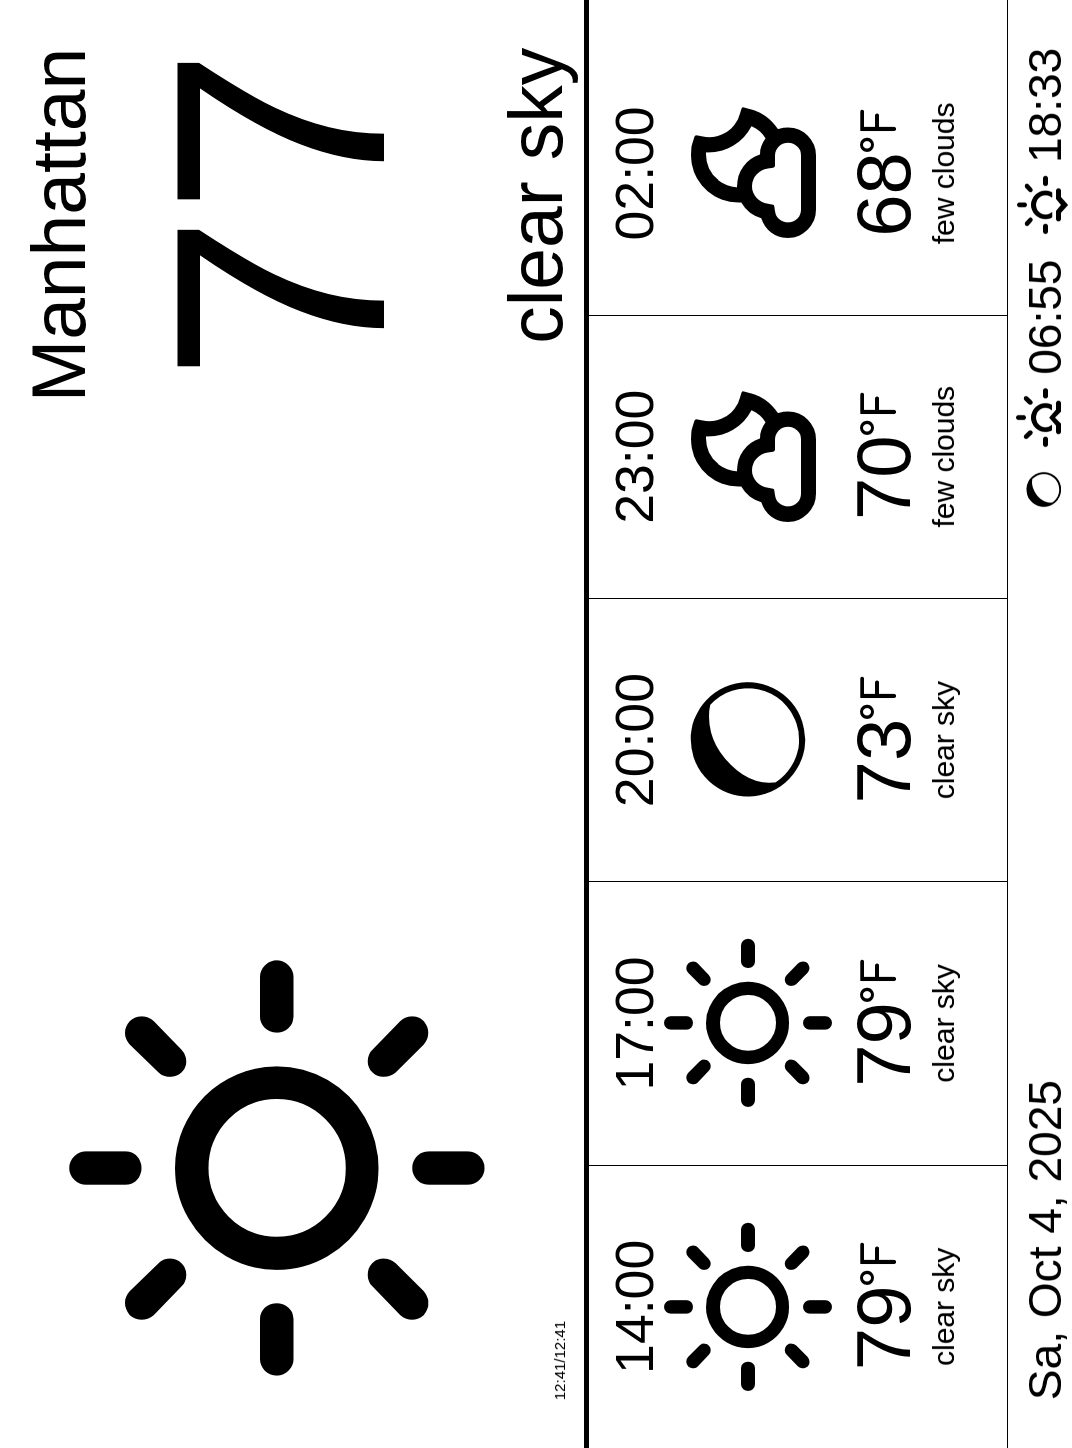 Manhattan
77
clear sky
12:41/12:41
14:00
79°F
clear sky
17:00
79°F
clear sky
20:00
73°F
clear sky
23:00
70°F
few clouds
02:00
68°F
few clouds
Sa, Oct 4, 2025
06:55
18:33